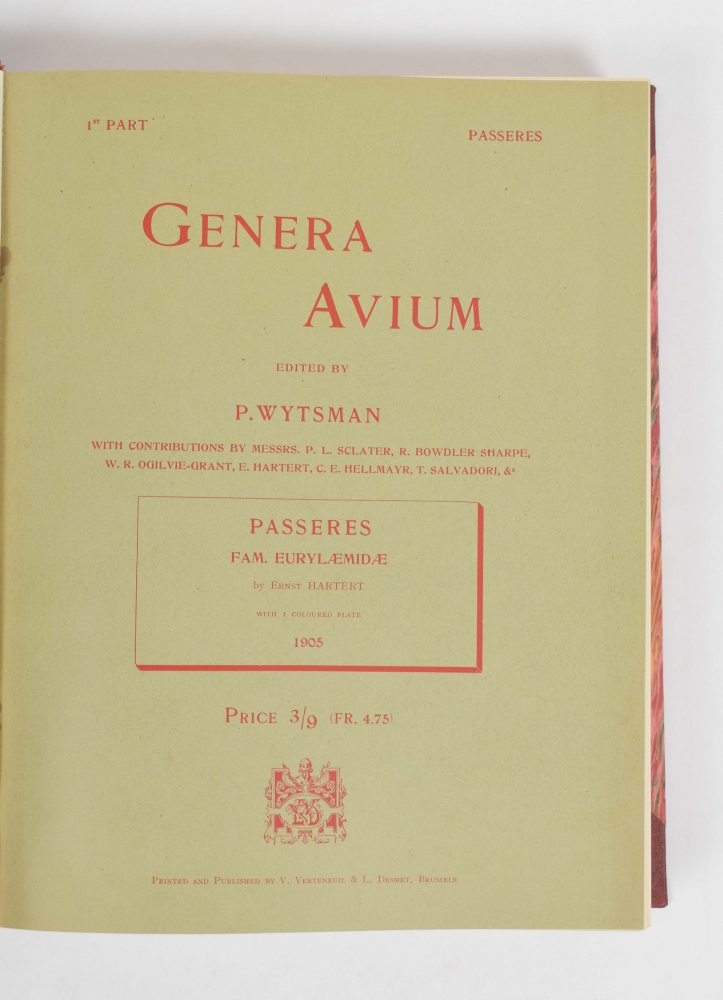 1ST PART
PASSERES
GENERA
AVIUM
EDITED BY
P. WYTSMAN
WITH CONTRIBUTIONS BY MESSRS. P. L. SCLATER, R. BOWDLER SHARPE,
W. R. OGILVIE-GRANT, E. HARTERT, C. E. HELLMAYR, T. SALVADORI, &a
PASSERES
FAM. EURYLÆMIDÆ
by ERNST HARTERT
WITH 1 COLOURED PLATE
1905
PRICE 3/9 (FR. 4.75)
PRINTED AND PUBLISHED BY V. VERTENEUIL & L. DESMET, BRUSSELS